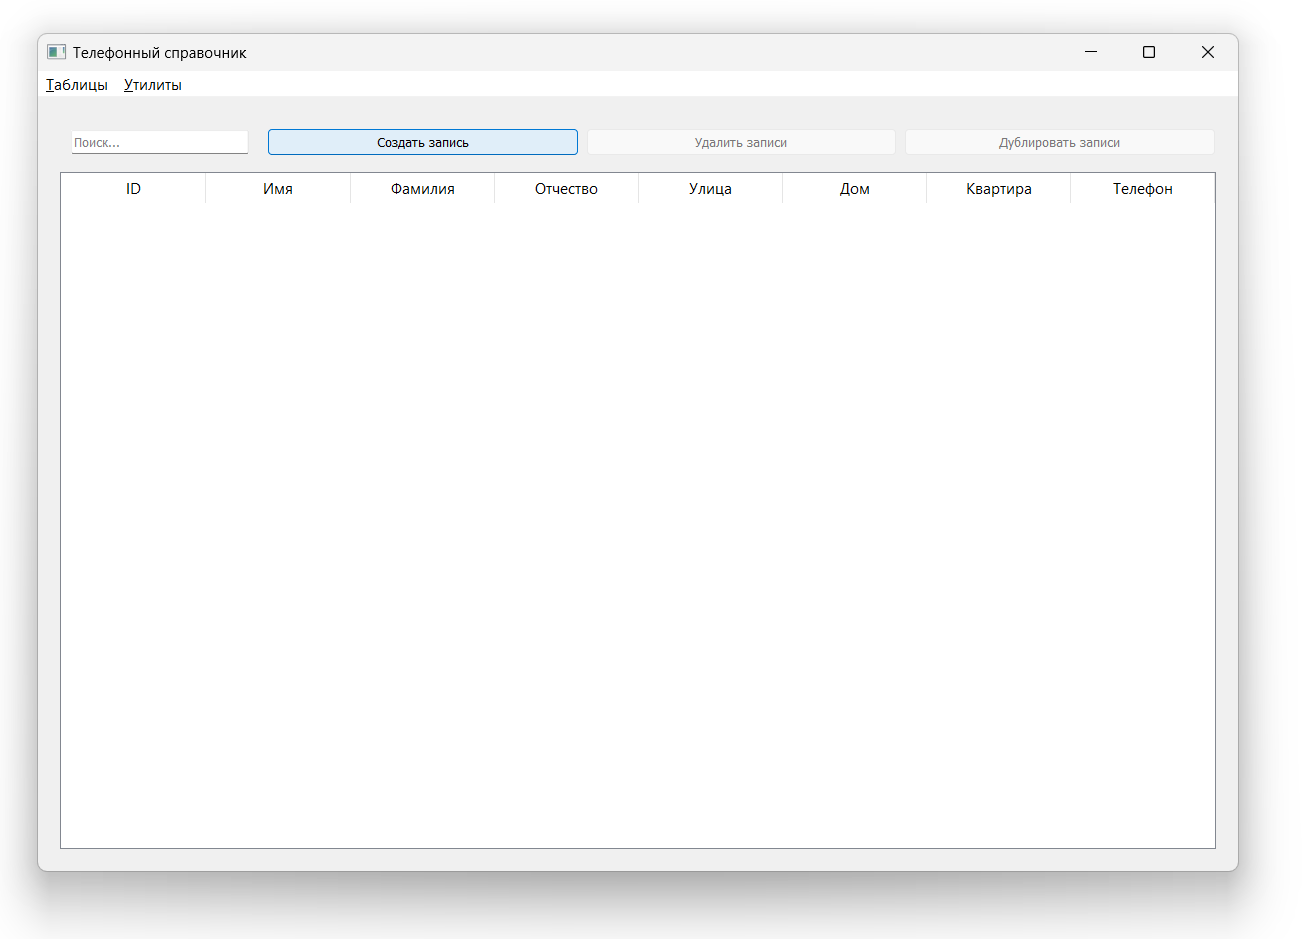 Телефонный справочник
Таблицы Утилиты
Поиск... Создать запись Удалить записи Дублировать записи
ID Имя Фамилия Отчество Улица Дом Квартира Телефон